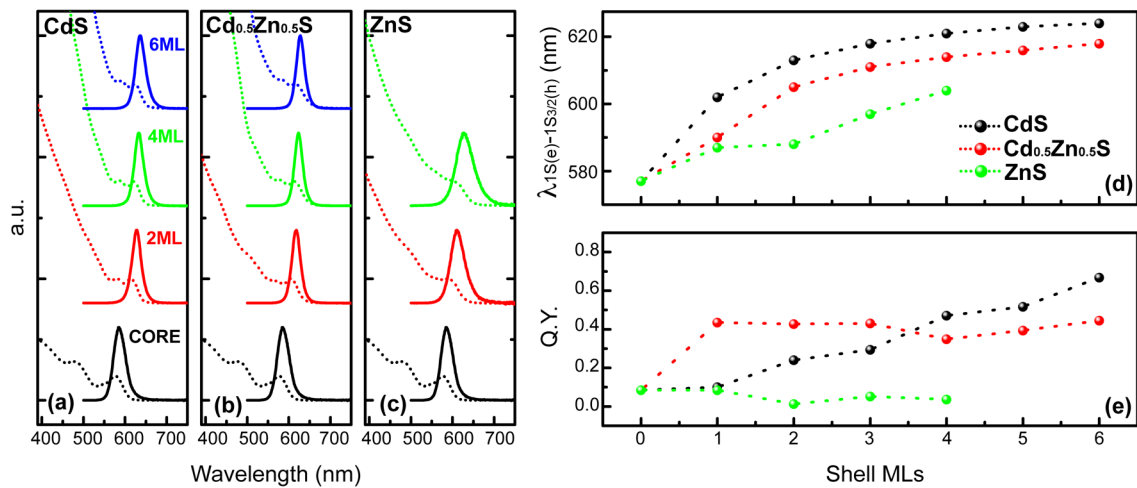 CdS
Cd0.5Zn0.5S
ZnS
6ML
4ML
2ML
CORE
a.u.
(a)
(b)
(c)
400 500 600 700
400 500 600 700
400 500 600 700
Wavelength (nm)
λ1S(e)-1S3/2(h) (nm)
620
600
580
CdS
Cd0.5Zn0.5S
ZnS
(d)
Q.Y.
0.8
0.6
0.4
0.2
0.0
(e)
0 1 2 3 4 5 6
Shell MLs